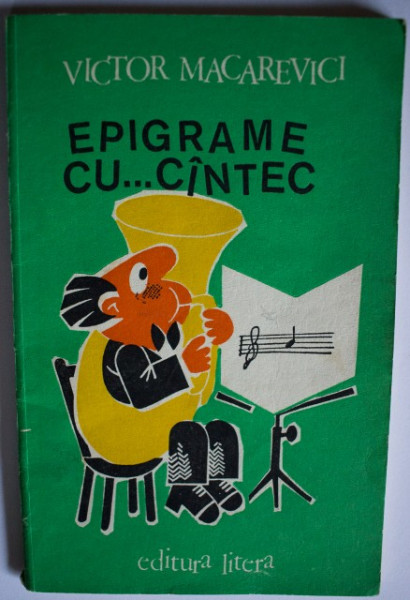 VICTOR MACAREVICI
EPIGRAME
CU...CÎNTEC
editura litera